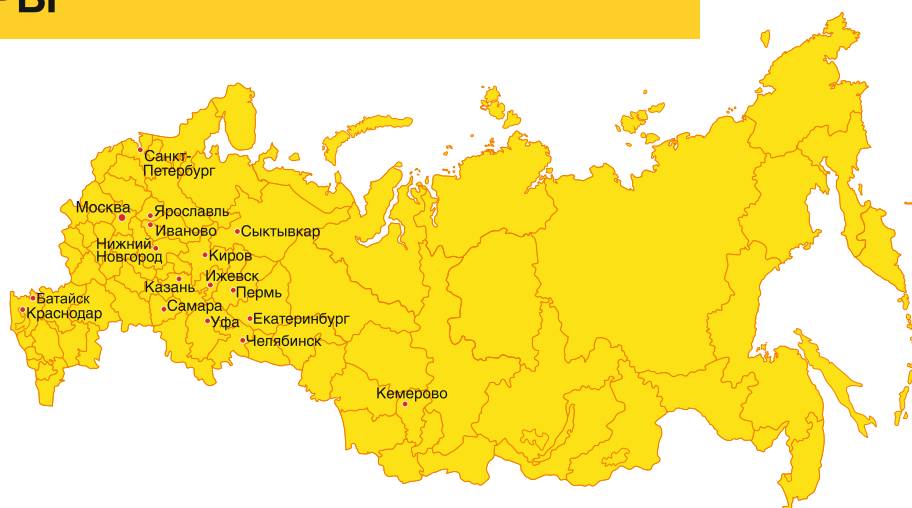 Санкт-
Петербург
Москва
Ярославль
Иваново
Сыктывкар
Нижний
Новгород
Киров
Ижевск
Казань
Пермь
Батайск
Краснодар
Самара
Уфа
Екатеринбург
Челябинск
Кемерово